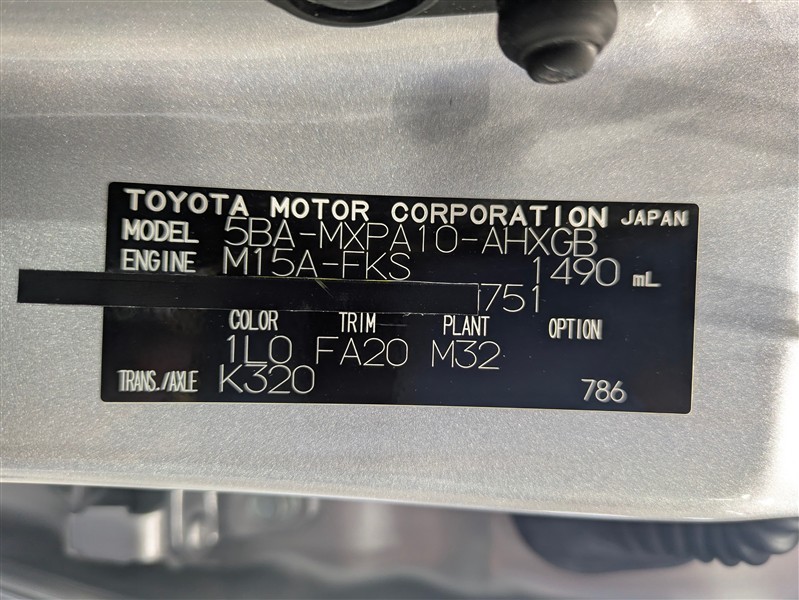 TOYOTA MOTOR CORPORATION JAPAN
MODEL 5BA-MXPA10-AHXGB
ENGINE M15A-FKS 1490 mL
751
COLOR TRIM PLANT OPTION
1L0 FA20 M32
TRANS./AXLE K320 786